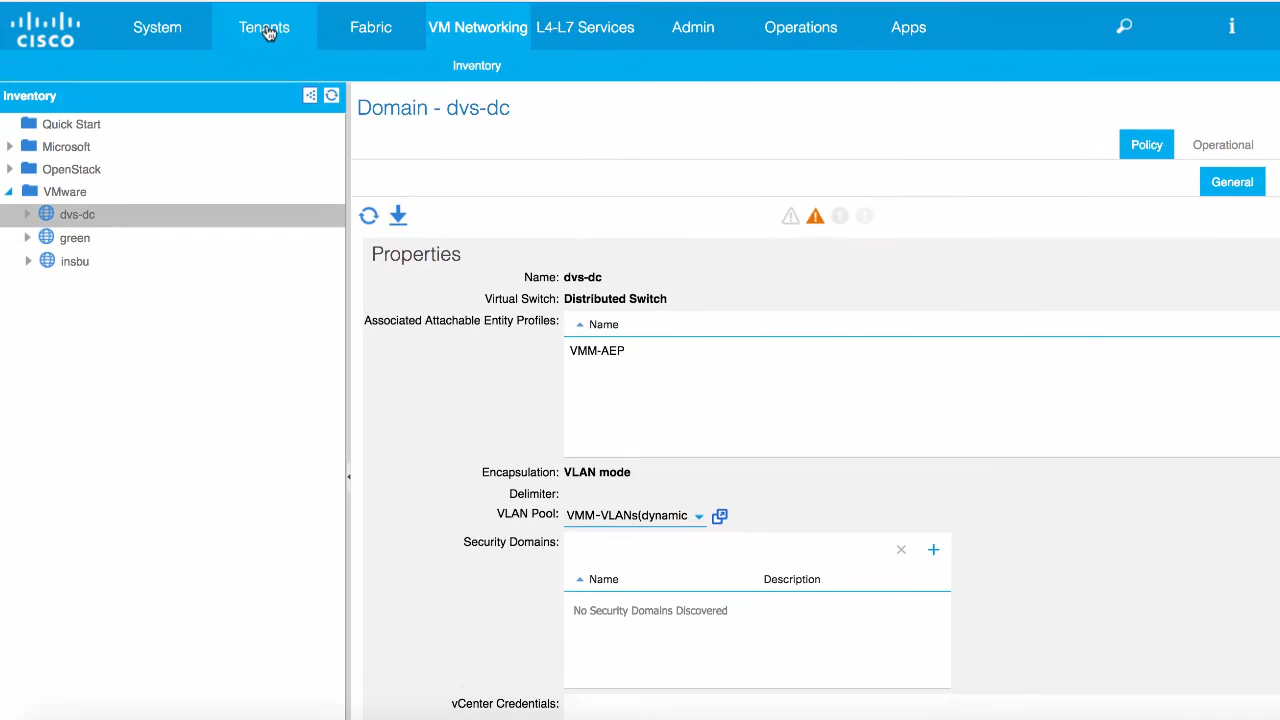 CISCO
System
Tenants
Fabric
VM Networking
L4-L7 Services
Admin
Operations
Apps
Inventory
Inventory
Quick Start
Microsoft
OpenStack
VMware
dvs-dc
green
insbu
Domain - dvs-dc
Policy
Operational
General
Properties
Name: dvs-dc
Virtual Switch: Distributed Switch
Associated Attachable Entity Profiles:
Name
VMM-AEP
Encapsulation: VLAN mode
Delimiter:
VLAN Pool: VMM-VLANs(dynamic
Security Domains:
Name Description
No Security Domains Discovered
vCenter Credentials: